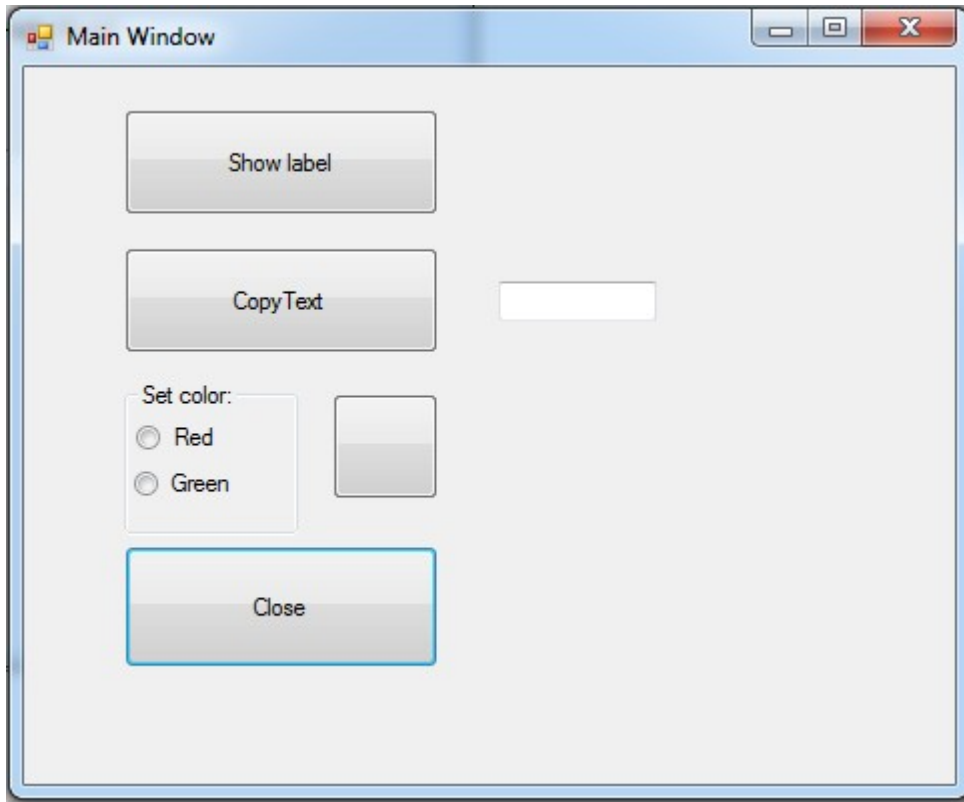 Main Window
Show label
CopyText
Set color:
Red
Green
Close